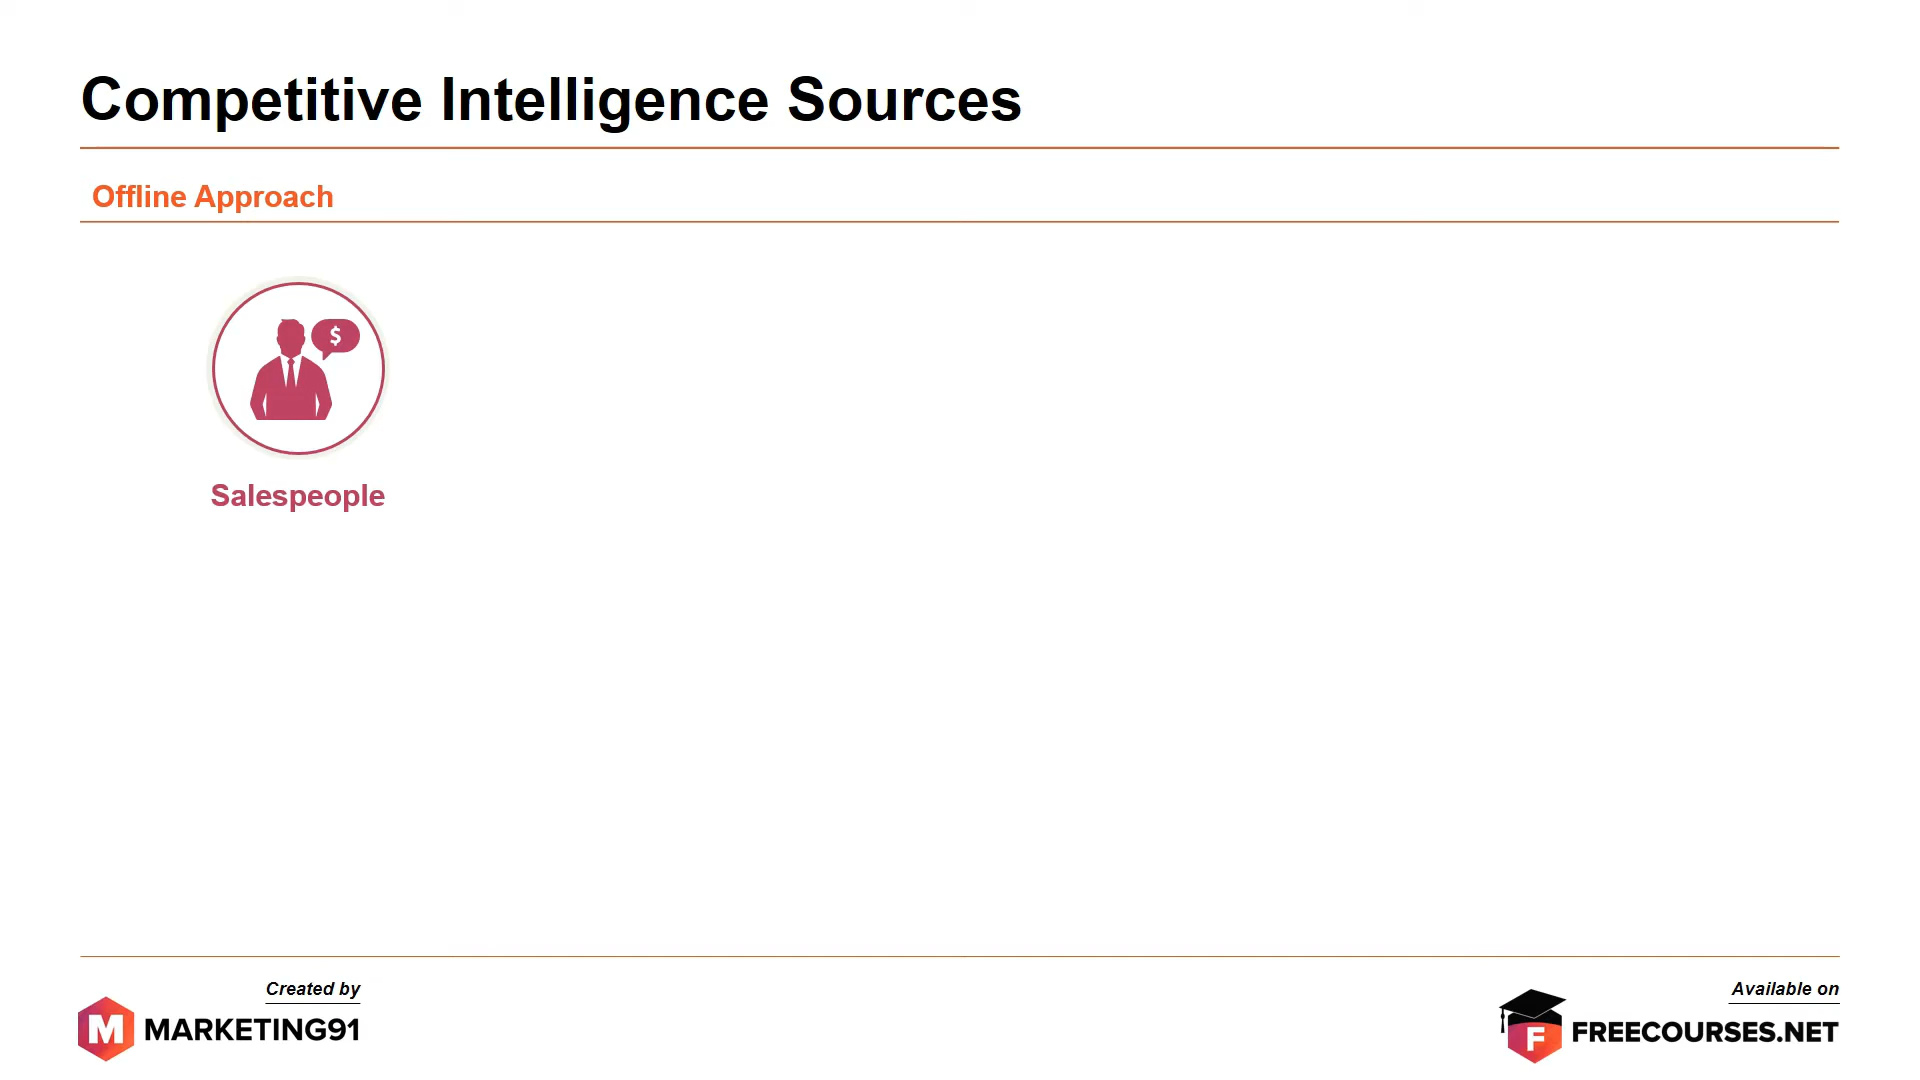 Competitive Intelligence Sources
Offline Approach
$
Salespeople
Created by
M MARKETING91
Available on
F FREECOURSES.NET